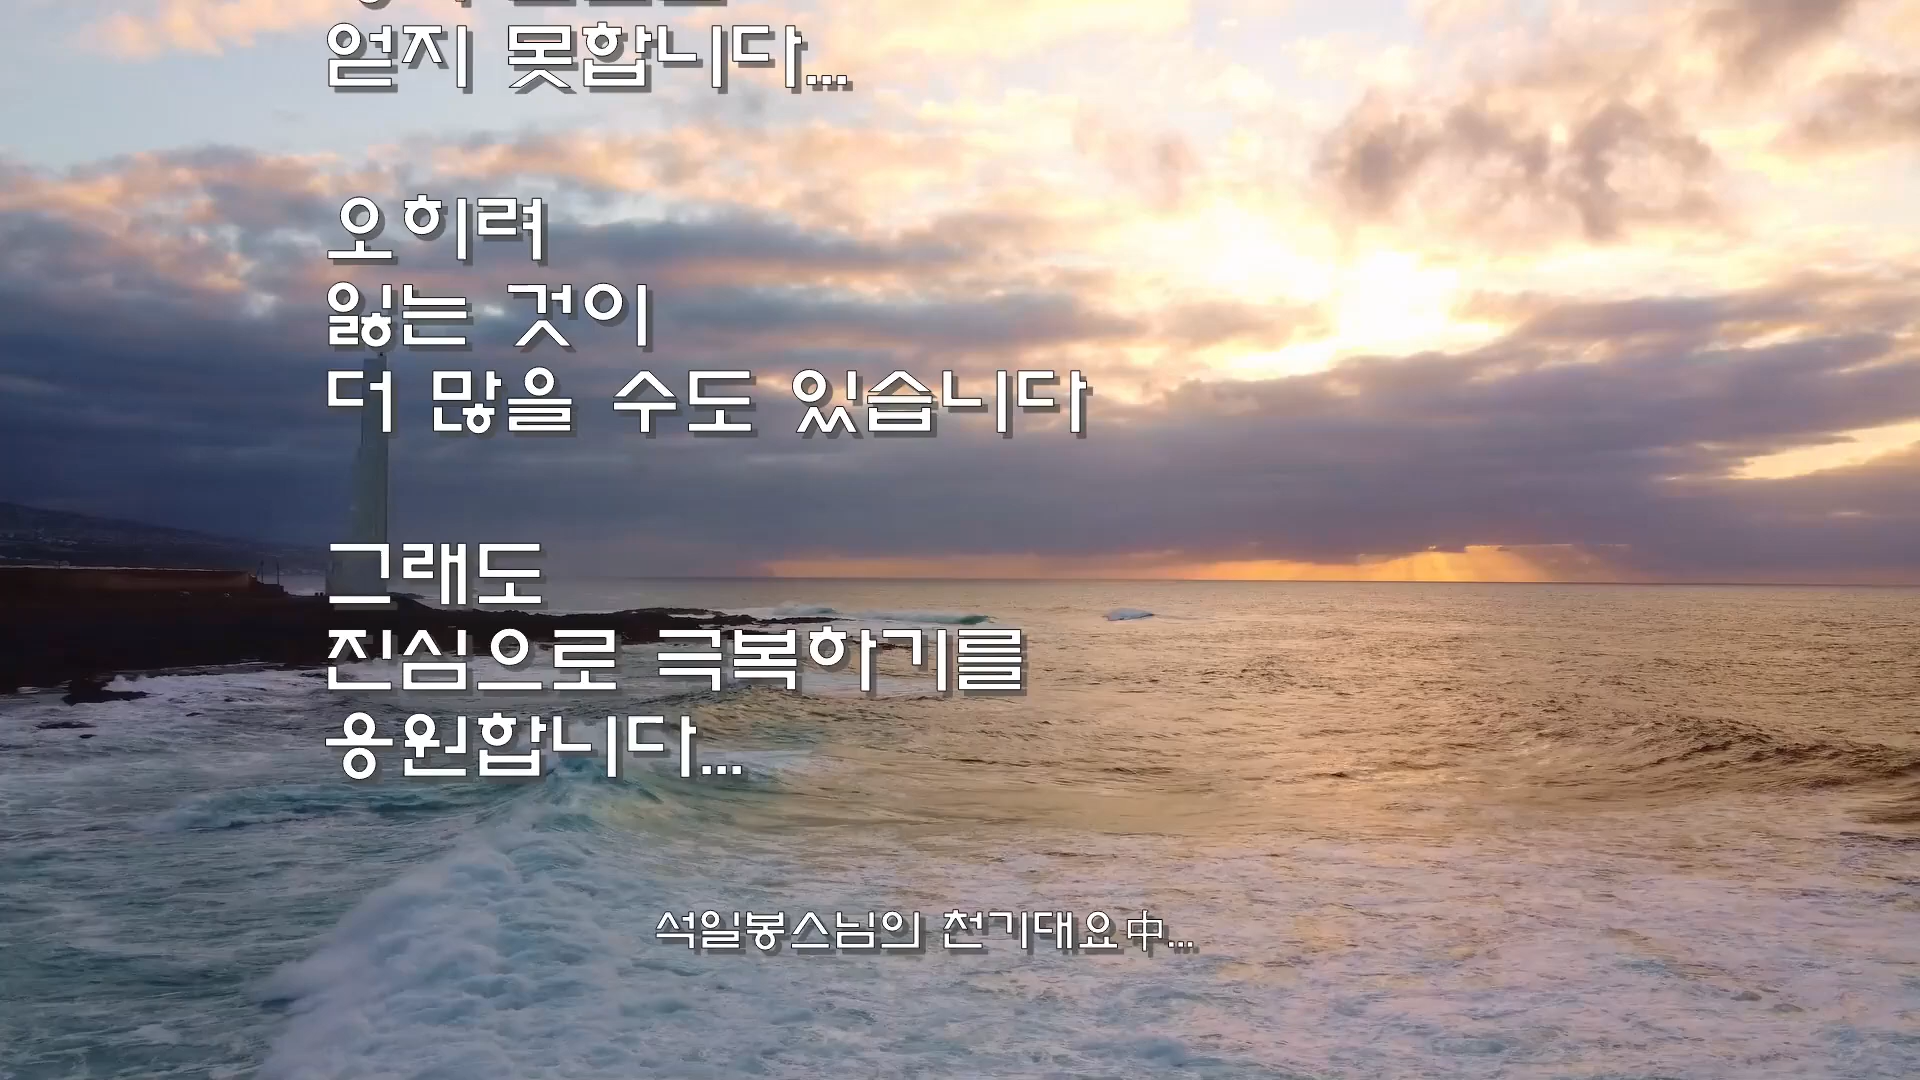 얻지 못합니다...
오히려
잃는 것이
더 많을 수도 있습니다
그래도
진심으로 극복하기를
응원합니다...
석일봉스님의 천기대요中...